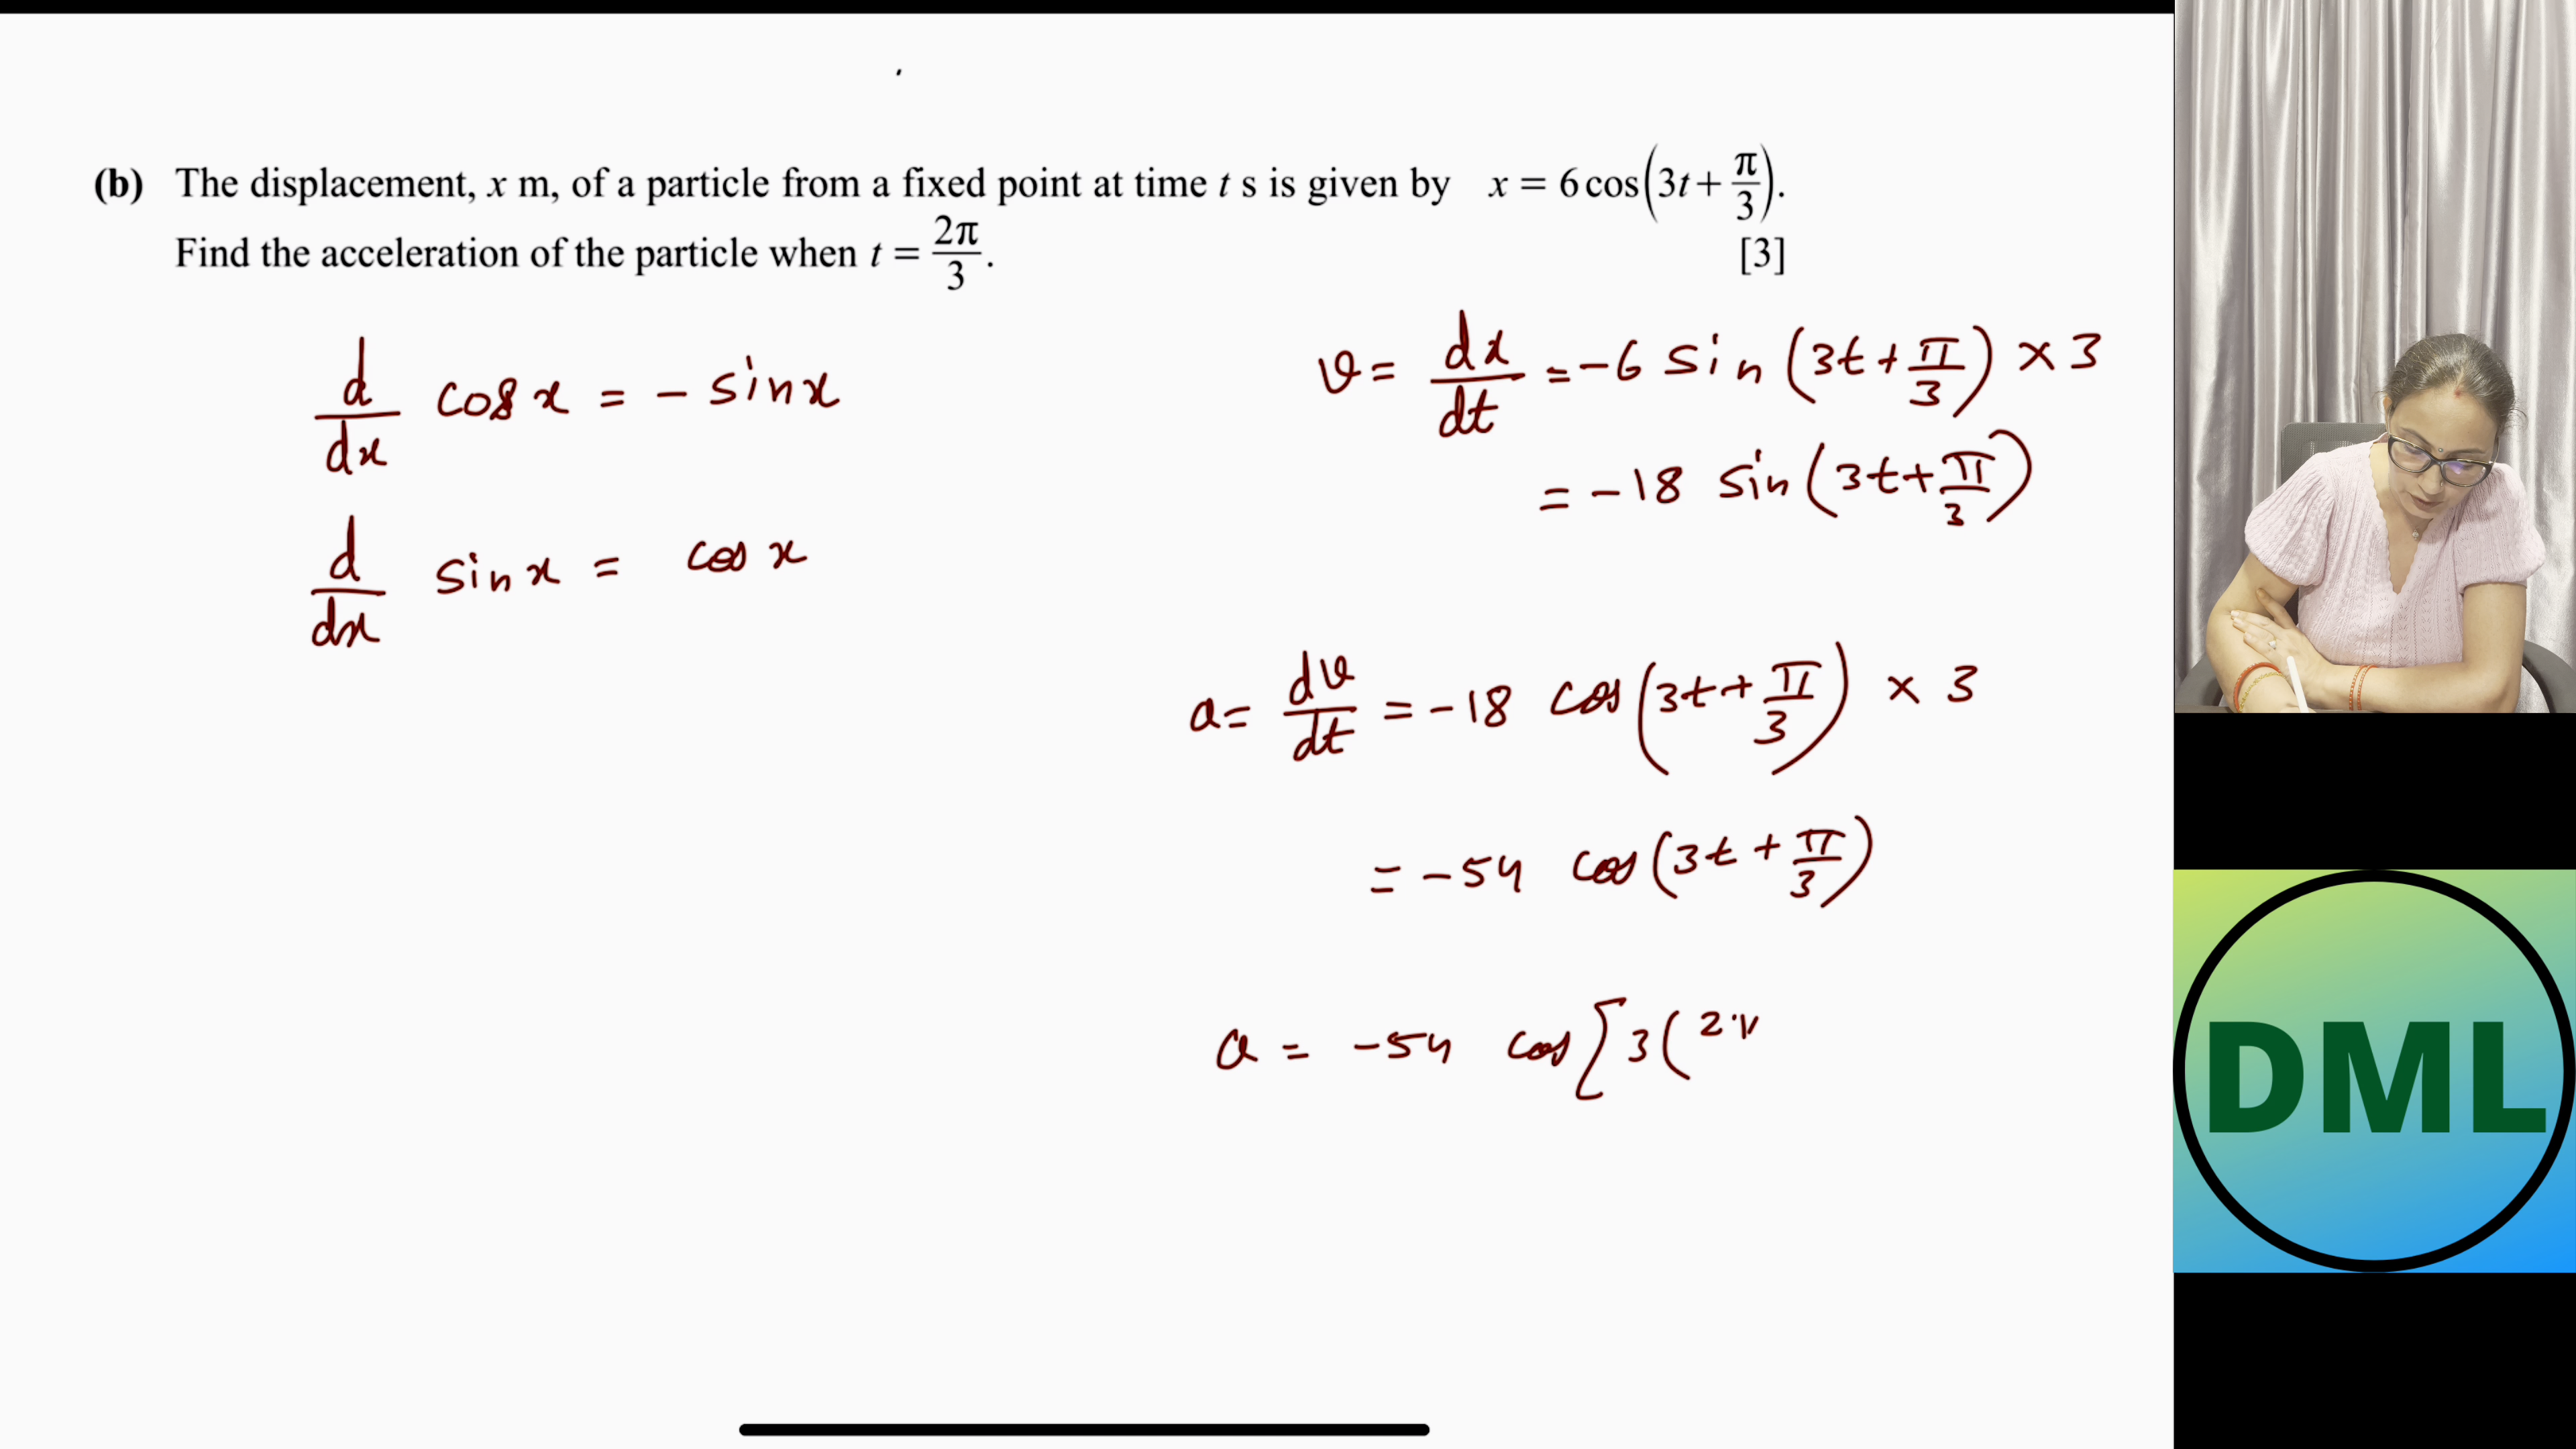 (b) The displacement, x m, of a particle from a fixed point at time t s is given by x = 6 cos(3t + π/3).
Find the acceleration of the particle when t = 2π/3. [3]
d/dx cos x = - sin x
d/dx sin x = cos x
v = dx/dt = -6 sin (3t + π/3) × 3
= -18 sin (3t + π/3)
a = dv/dt = -18 cos (3t + π/3) × 3
= -54 cos (3t + π/3)
a = -54 cos [3(2
DML